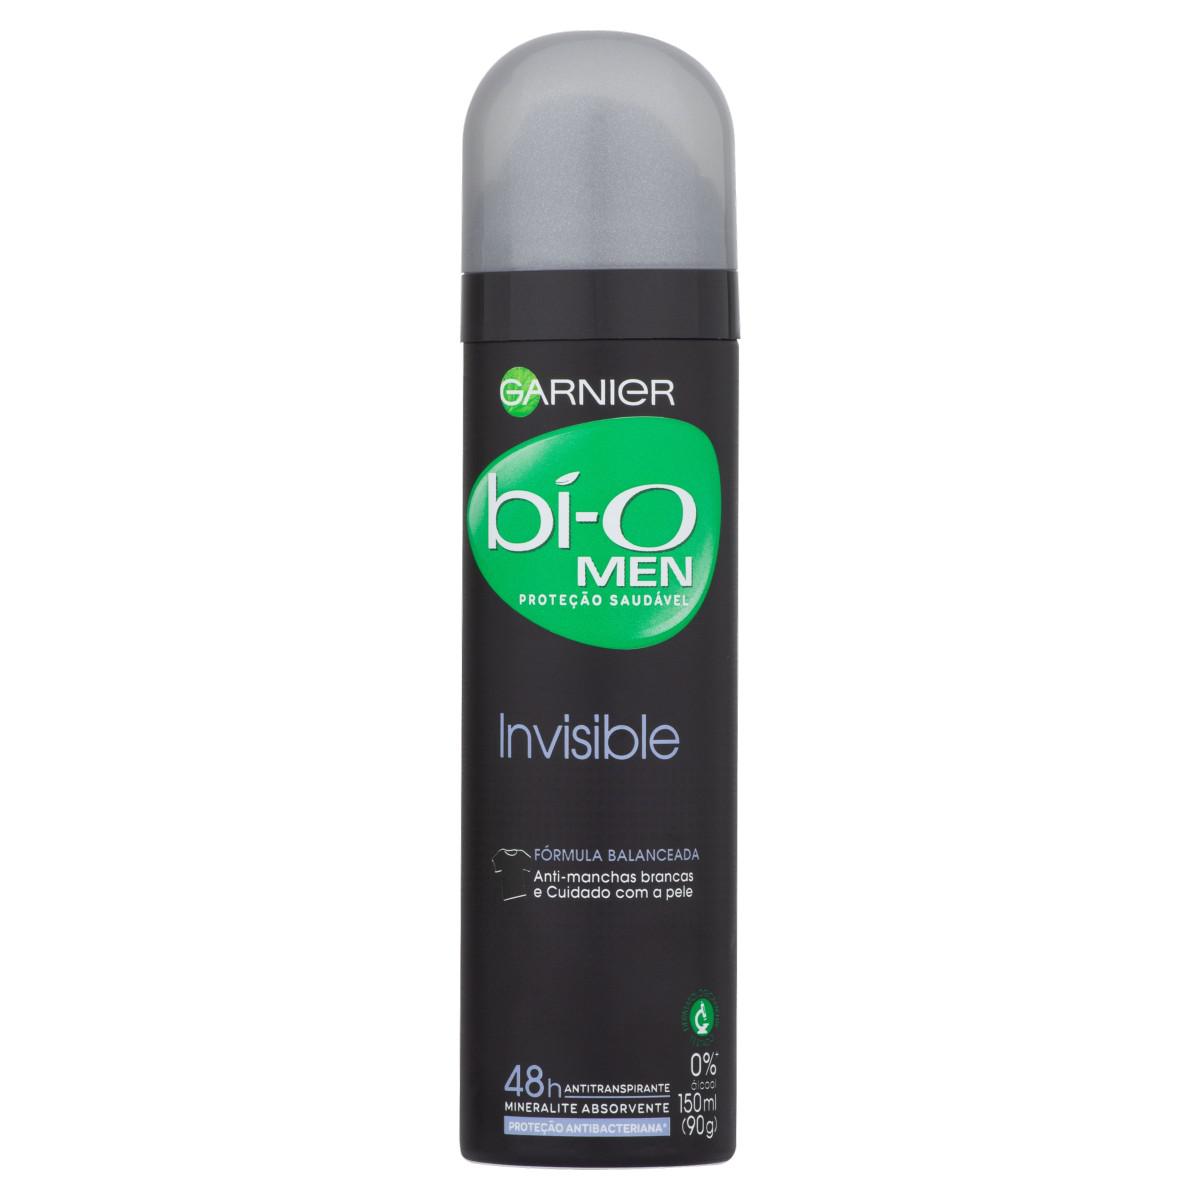 GARNIER
bí-O
MEN
PROTEÇÃO SAUDÁVEL
Invisible
FÓRMULA BALANCEADA
Anti-manchas brancas
e Cuidado com a pele
0%+
álcool
48h ANTITRANSPIRANTE
MINERALITE ABSORVENTE
PROTEÇÃO ANTIBACTERIANA*
150ml
(90g)